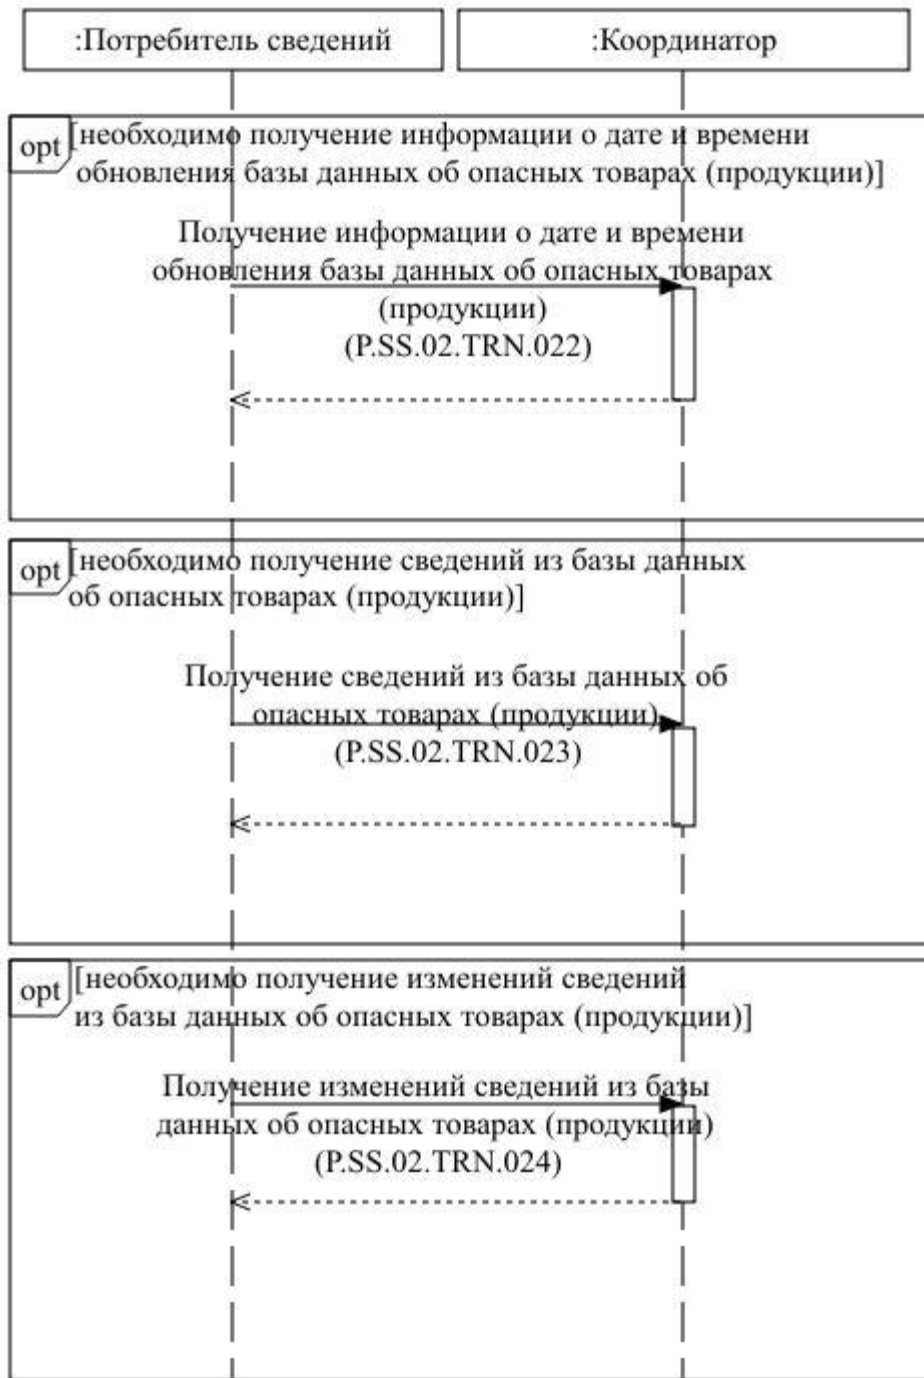 :Потребитель сведений
:Координатор
opt
[необходимо получение информации о дате и времени
обновления базы данных об опасных товарах (продукции)]
Получение информации о дате и времени
обновления базы данных об опасных товарах
(продукции)
(P.SS.02.TRN.022)
opt
[необходимо получение сведений из базы данных
об опасных товарах (продукции)]
Получение сведений из базы данных об
опасных товарах (продукции)
(P.SS.02.TRN.023)
opt
[необходимо получение изменений сведений
из базы данных об опасных товарах (продукции)]
Получение изменений сведений из базы
данных об опасных товарах (продукции)
(P.SS.02.TRN.024)